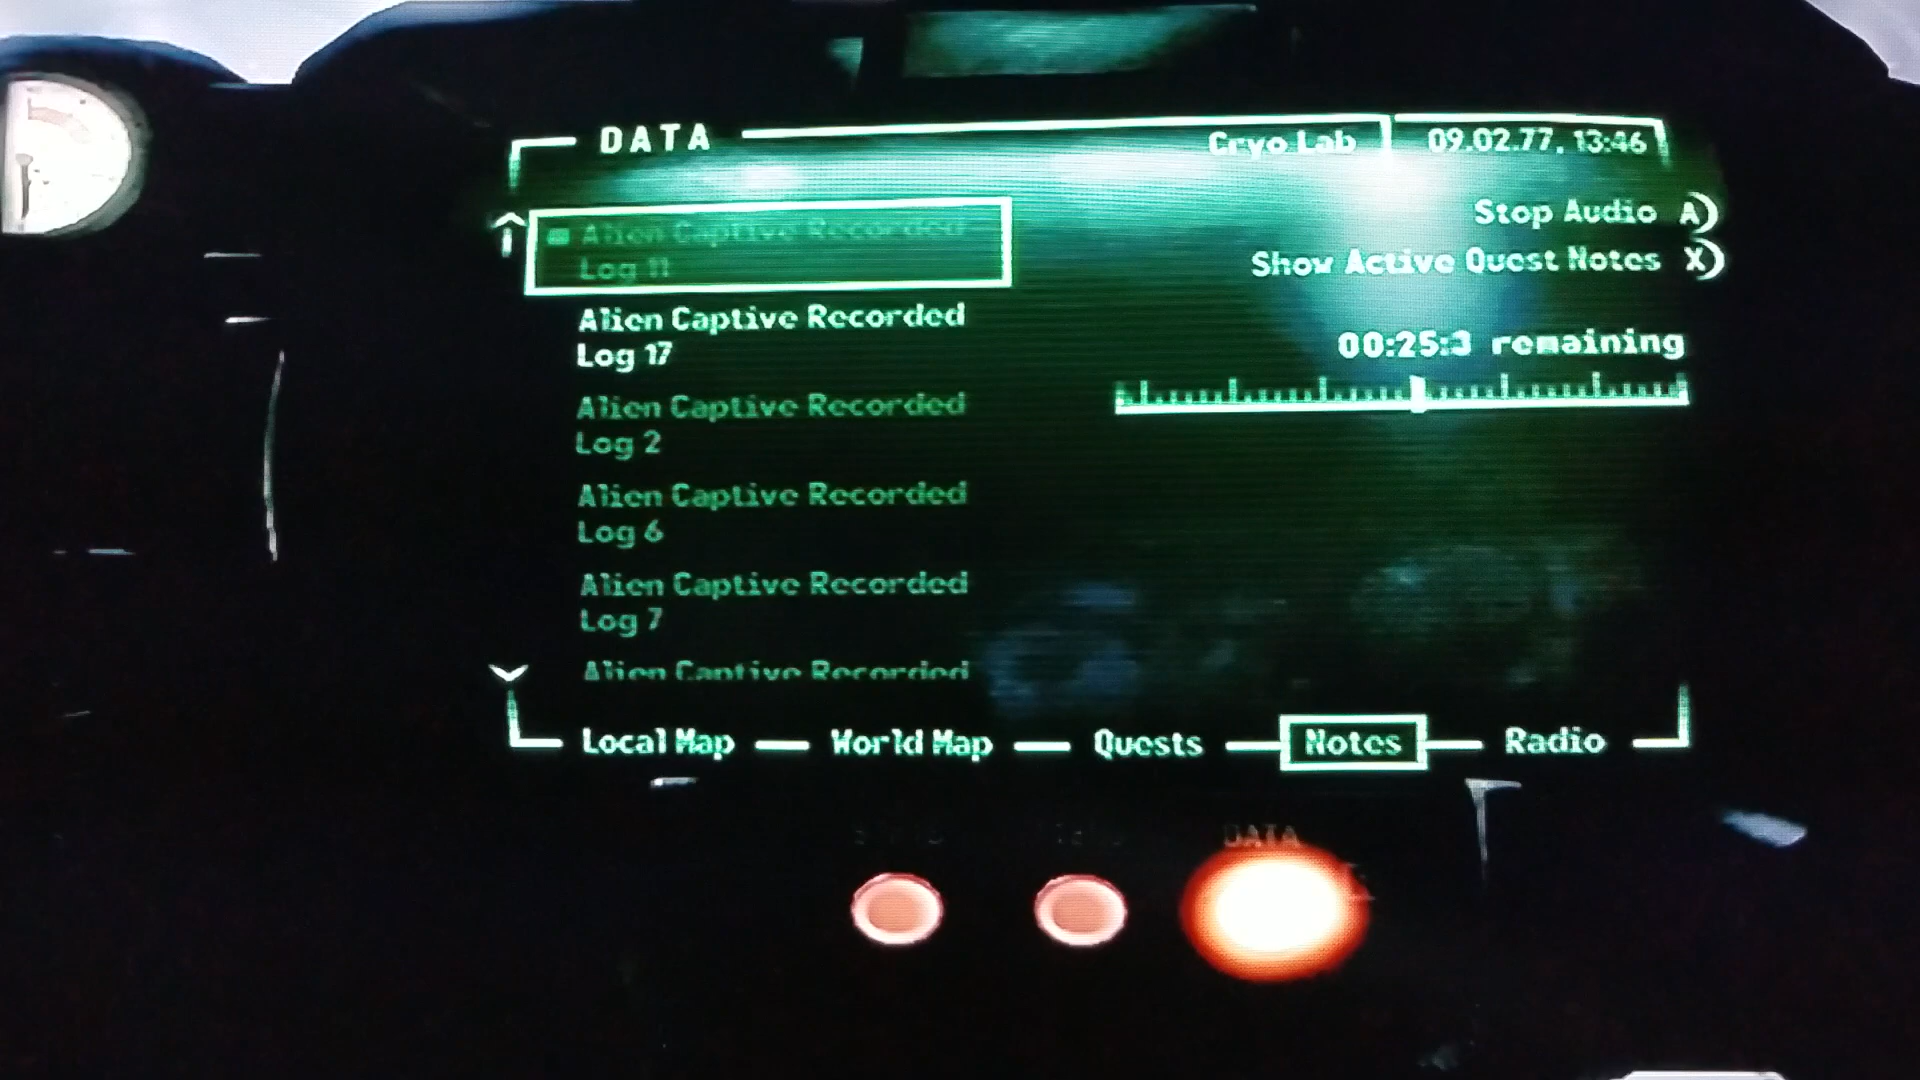 DATA
Cryo Lab
09.02.77, 13:46
Alien Captive Recorded
Log 11
Stop Audio A)
Show Active Quest Notes X)
00:25:3 remaining
Alien Captive Recorded
Log 17
Alien Captive Recorded
Log 2
Alien Captive Recorded
Log 6
Alien Captive Recorded
Log 7
Alien Captive Recorded
Local Map
World Map
Quests
Notes
Radio
DATA